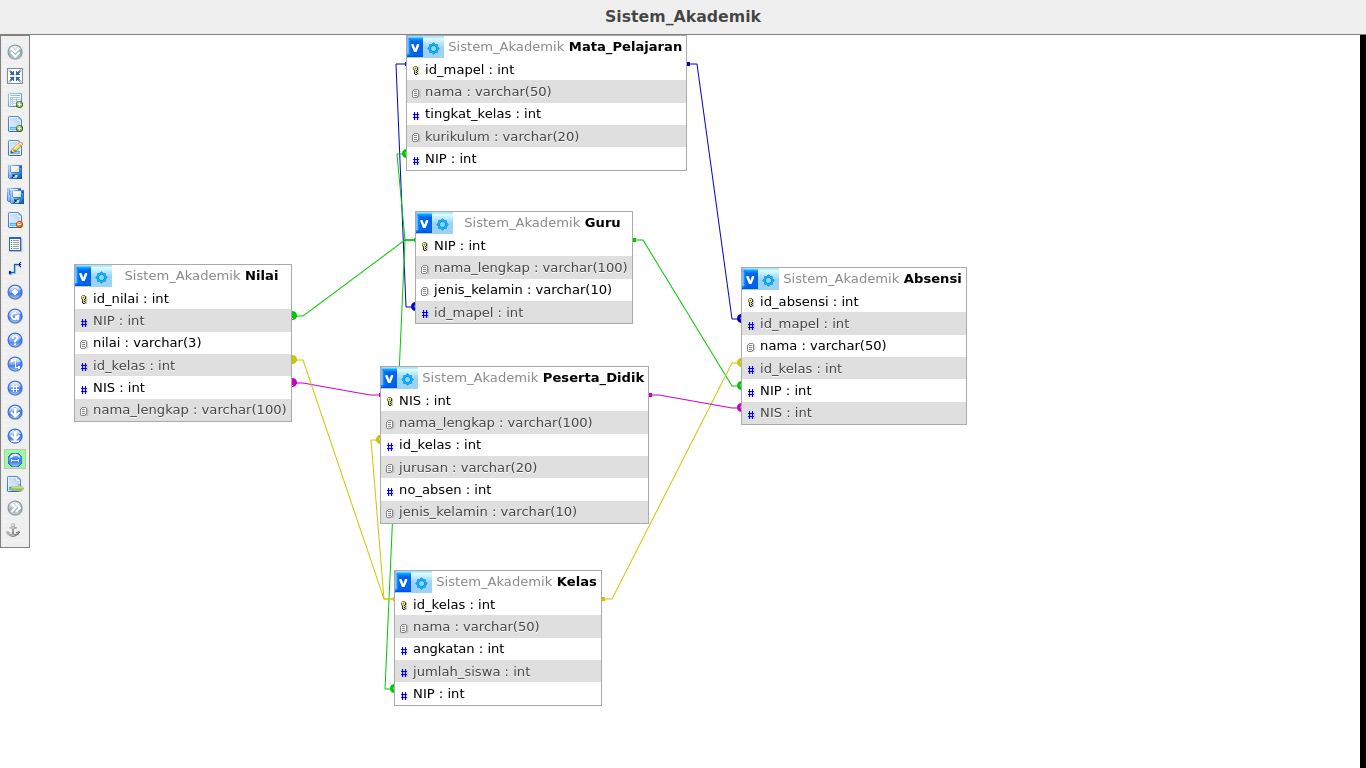 Sistem_Akademik
Sistem_Akademik Mata_Pelajaran
id_mapel : int
nama : varchar(50)
tingkat_kelas : int
kurikulum : varchar(20)
NIP : int
Sistem_Akademik Guru
NIP : int
nama_lengkap : varchar(100)
jenis_kelamin : varchar(10)
id_mapel : int
Sistem_Akademik Nilai
id_nilai : int
NIP : int
nilai : varchar(3)
id_kelas : int
NIS : int
nama_lengkap : varchar(100)
Sistem_Akademik Absensi
id_absensi : int
id_mapel : int
nama : varchar(50)
id_kelas : int
NIP : int
NIS : int
Sistem_Akademik Peserta_Didik
NIS : int
nama_lengkap : varchar(100)
id_kelas : int
jurusan : varchar(20)
no_absen : int
jenis_kelamin : varchar(10)
Sistem_Akademik Kelas
id_kelas : int
nama : varchar(50)
angkatan : int
jumlah_siswa : int
NIP : int